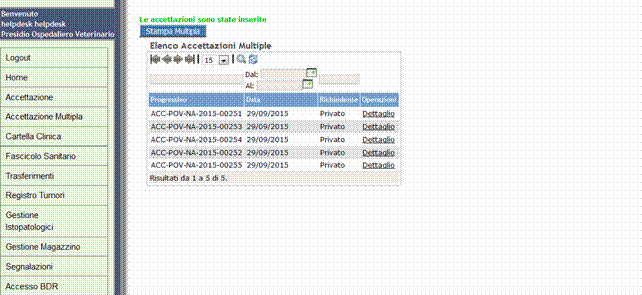 Benvenuto
helpdesk helpdesk
Presidio Ospedaliero Veterinario
Logout
Home
Accettazione
Accettazione Multipla
Cartella Clinica
Fascicolo Sanitario
Trasferimenti
Registro Tumori
Gestione
Istopatologici
Gestione Magazzino
Segnalazioni
Accesso BDR
Le accettazioni sono state inserite
Stampa Multipla
Elenco Accettazioni Multiple
15
Dal:
Al:
Progressivo Data Richiedente Operazioni
ACC-POV-NA-2015-00251 29/09/2015 Privato Dettaglio
ACC-POV-NA-2015-00253 29/09/2015 Privato Dettaglio
ACC-POV-NA-2015-00254 29/09/2015 Privato Dettaglio
ACC-POV-NA-2015-00252 29/09/2015 Privato Dettaglio
ACC-POV-NA-2015-00255 29/09/2015 Privato Dettaglio
Risultati da 1 a 5 di 5.